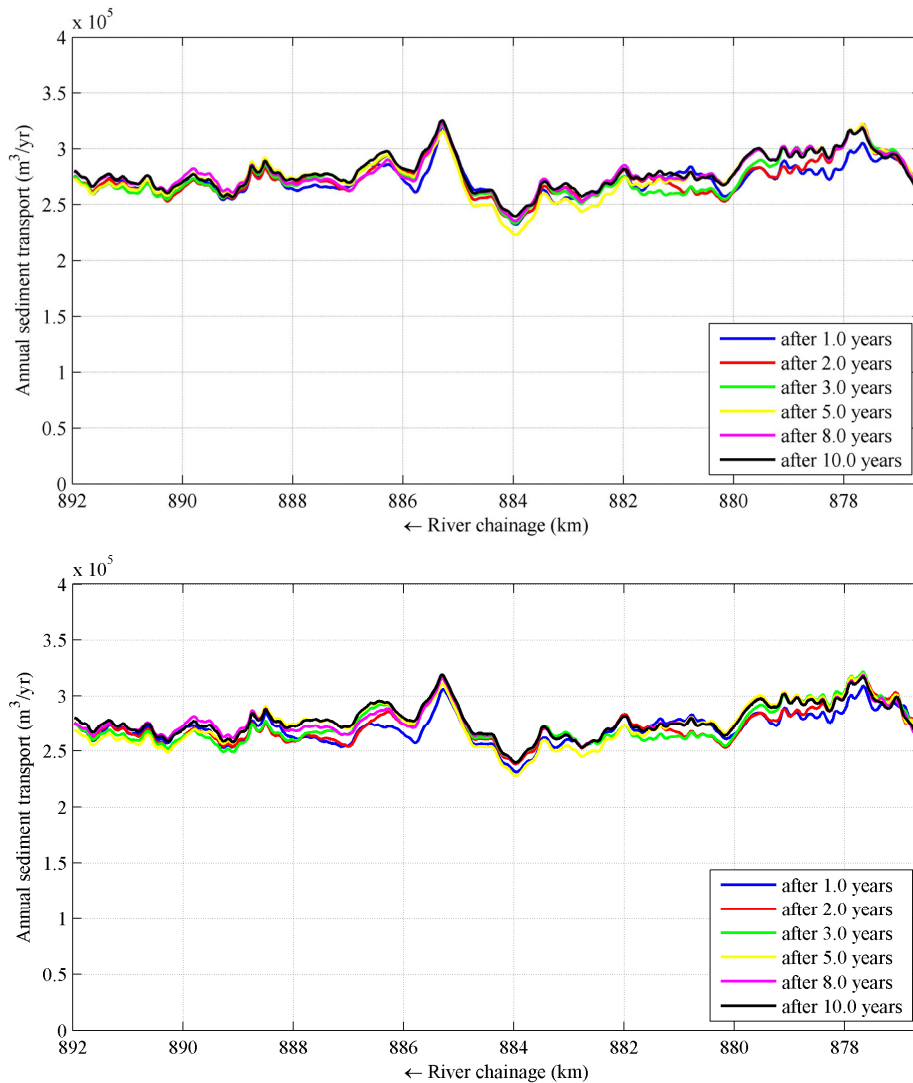 x 10^5
4
3.5
3
2.5
2
1.5
1
0.5
0
Annual sediment transport (m^3/yr)
after 1.0 years
after 2.0 years
after 3.0 years
after 5.0 years
after 8.0 years
after 10.0 years
892 890 888 886 884 882 880 878
← River chainage (km)
x 10^5
4
3.5
3
2.5
2
1.5
1
0.5
0
Annual sediment transport (m^3/yr)
after 1.0 years
after 2.0 years
after 3.0 years
after 5.0 years
after 8.0 years
after 10.0 years
892 890 888 886 884 882 880 878
← River chainage (km)